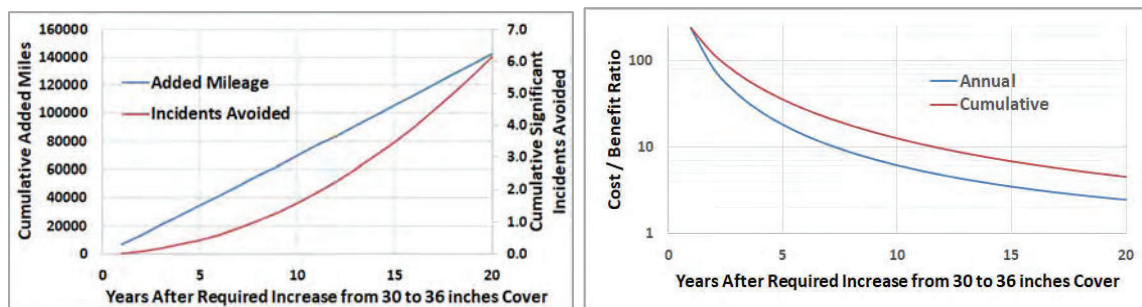 Cumulative Added Miles
160000
140000
120000
100000
80000
60000
40000
20000
0
Added Mileage
Incidents Avoided
7.0
6.0
5.0
4.0
3.0
2.0
1.0
0.0
Cumulative Significant
Incidents Avoided
0 5 10 15 20
Years After Required Increase from 30 to 36 inches Cover
Cost / Benefit Ratio
100
10
1
Annual
Cumulative
0 5 10 15 20
Years After Required Increase from 30 to 36 inches Cover